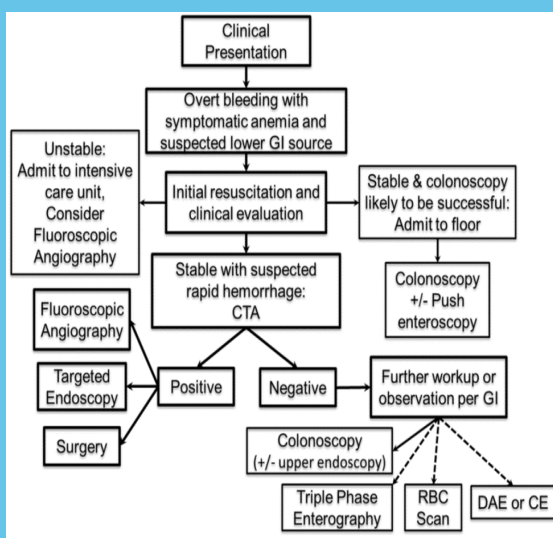 Clinical
Presentation
Overt bleeding with
symptomatic anemia and
suspected lower GI source
Unstable:
Admit to intensive
care unit,
Consider
Fluoroscopic
Angiography
Initial resuscitation and
clinical evaluation
Stable & colonoscopy
likely to be successful:
Admit to floor
Stable with suspected
rapid hemorrhage:
CTA
Colonoscopy
+/- Push
enteroscopy
Fluoroscopic
Angiography
Targeted
Endoscopy
Surgery
Positive
Negative
Further workup or
observation per GI
Colonoscopy
(+/- upper endoscopy)
Triple Phase
Enterography
RBC
Scan
DAE or CE